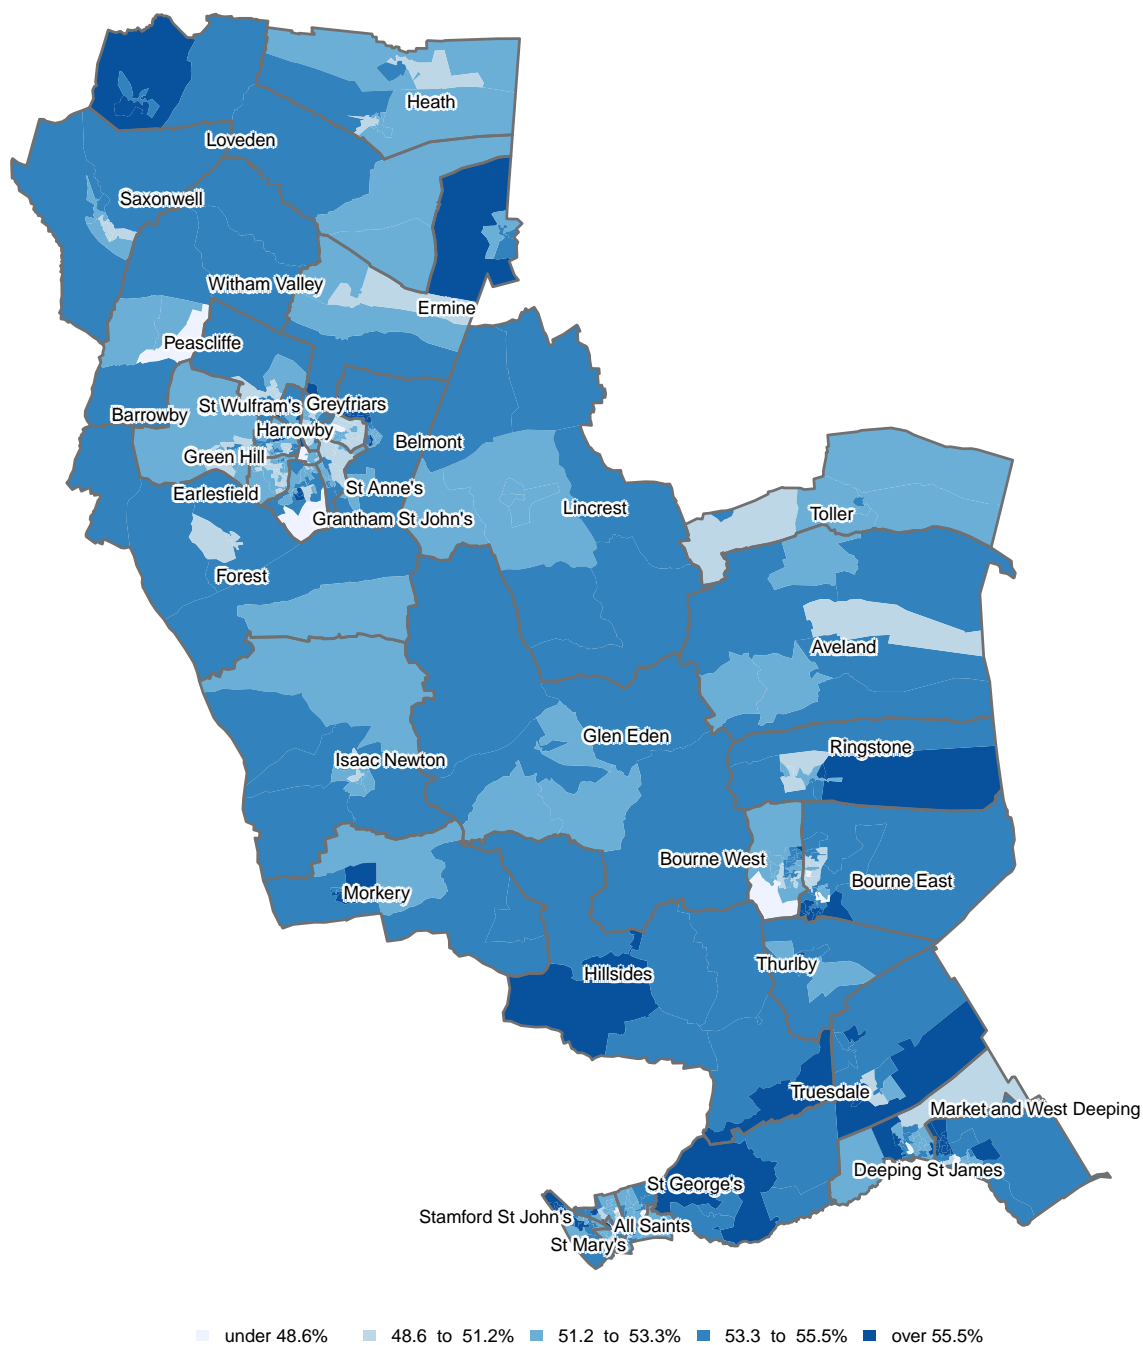 Heath
Loveden
Saxonwell
Witham Valley
Ermine
Peascliffe
St Wulfram's
Greyfriars
Barrowby
Harrowby
Belmont
Green Hill
St Anne's
Earlesfield
Grantham St John's
Lincrest
Toller
Forest
Aveland
Glen Eden
Ringstone
Isaac Newton
Bourne West
Bourne East
Morkery
Thurlby
Hillsides
Truesdale
Market and West Deeping
Deeping St James
St George's
Stamford St John's
All Saints
St Mary's
under 48.6% 48.6 to 51.2% 51.2 to 53.3% 53.3 to 55.5% over 55.5%